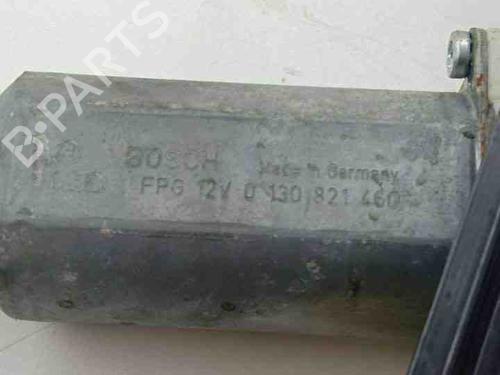 B-PARTS
BOSCH Made in Germany
FPG 12V 0 130 821 460